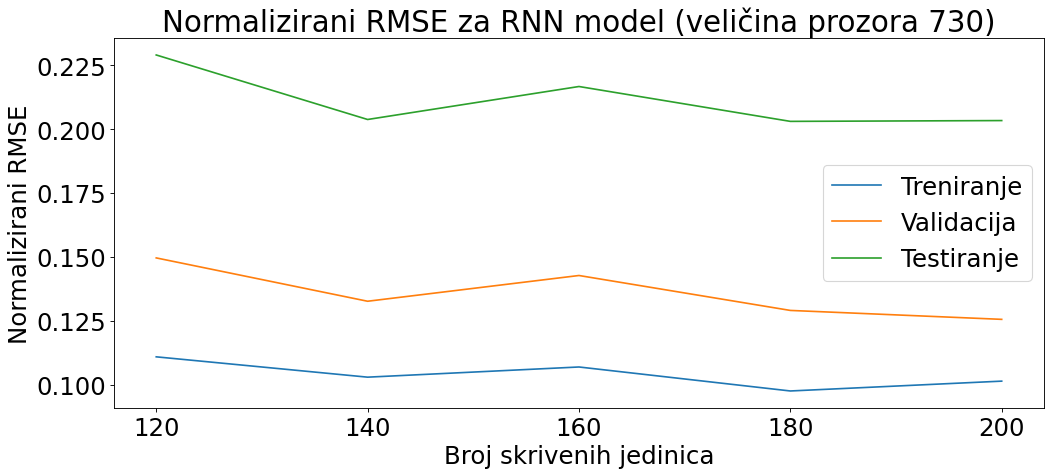 Normalizirani RMSE za RNN model (veličina prozora 730)
Normalizirani RMSE
0.225
0.200
0.175
0.150
0.125
0.100
Treniranje
Validacija
Testiranje
120 140 160 180 200
Broj skrivenih jedinica